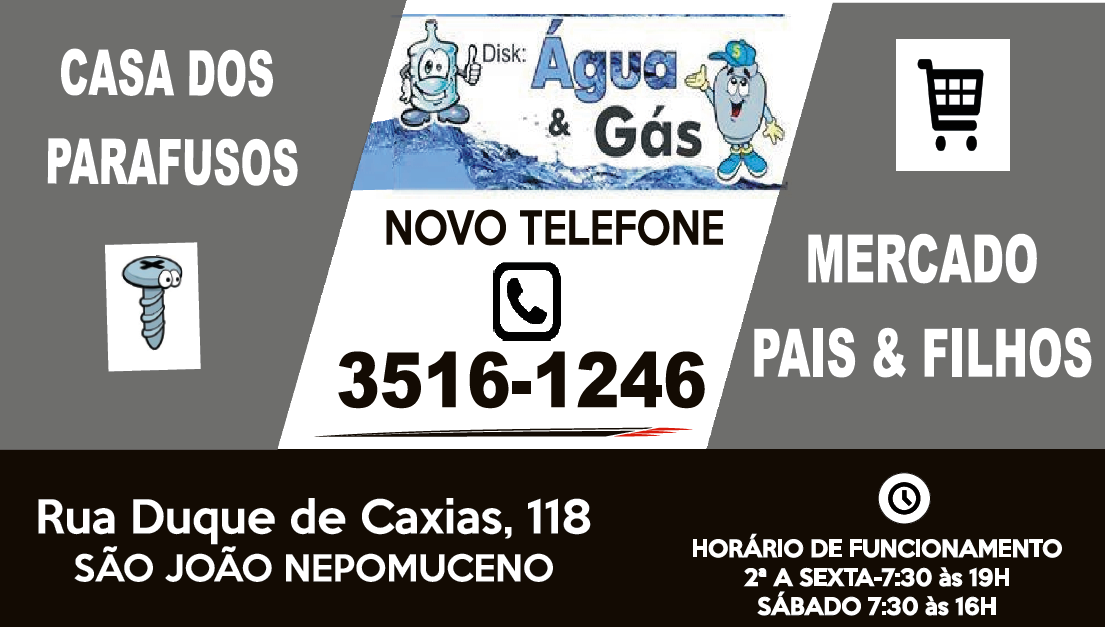 CASA DOS
PARAFUSOS
Disk: Água
& Gás
S
NOVO TELEFONE
3516-1246
MERCADO
PAIS & FILHOS
Rua Duque de Caxias, 118
SÃO JOÃO NEPOMUCENO
HORÁRIO DE FUNCIONAMENTO
2ª A SEXTA-7:30 às 19H
SÁBADO 7:30 às 16H